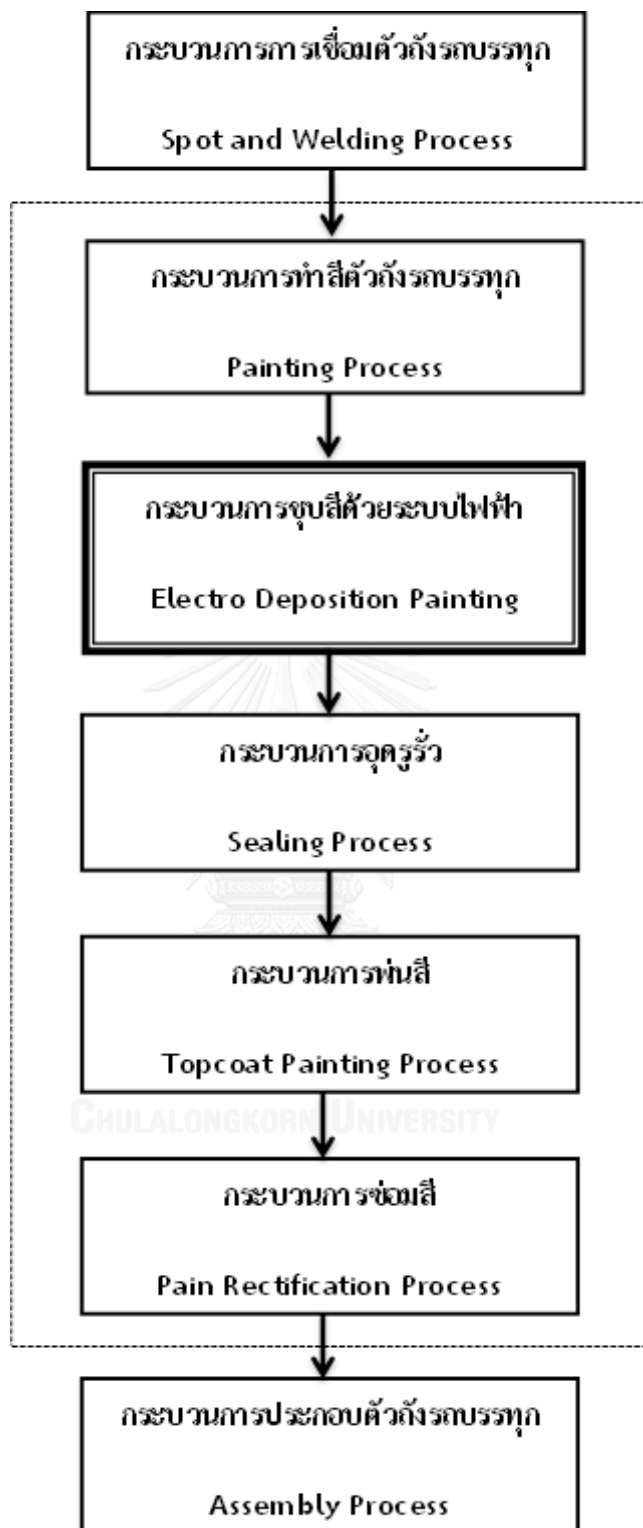 กระบวนการการเชื่อมตัวถังรถบรรทุก
Spot and Welding Process
กระบวนการทำสีตัวถังรถบรรทุก
Painting Process
กระบวนการชุบสีด้วยระบบไฟฟ้า
Electro Deposition Painting
กระบวนการอุดรูรั่ว
Sealing Process
กระบวนการพ่นสี
Topcoat Painting Process
CHULALONGKORN UNIVERSITY
กระบวนการซ่อมสี
Pain Rectification Process
กระบวนการประกอบตัวถังรถบรรทุก
Assembly Process